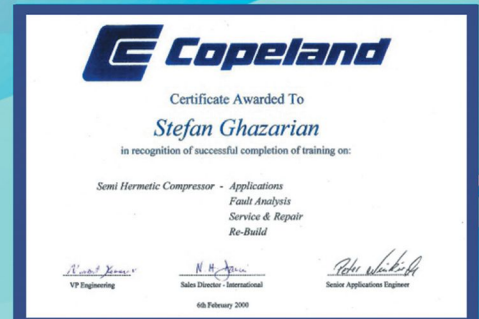 Copeland
Certificate Awarded To
Stefan Ghazarian
in recognition of successful completion of training on:
Semi Hermetic Compressor - Applications
Fault Analysis
Service & Repair
Re-Build
VP Engineering
Sales Director - International
Senior Applications Engineer
6th February 2000